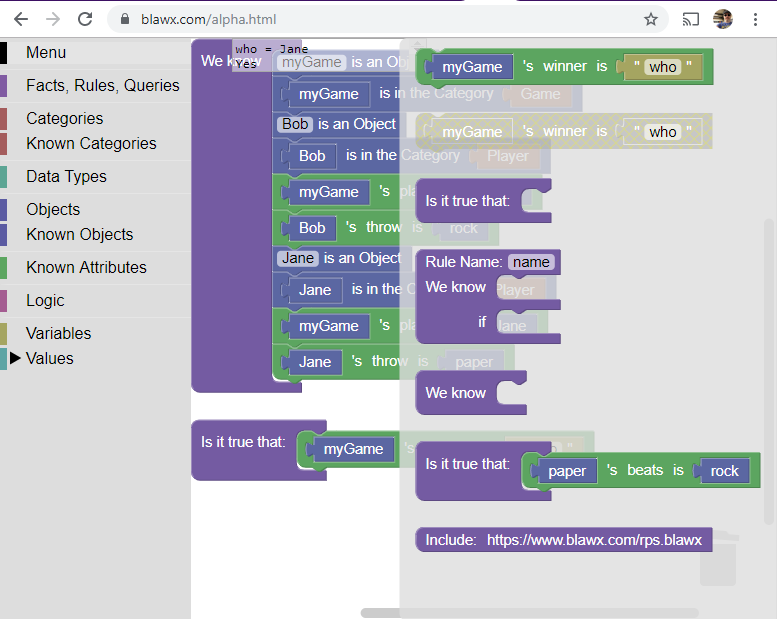 blawx.com/alpha.html
Menu
Facts, Rules, Queries
Categories
Known Categories
Data Types
Objects
Known Objects
Known Attributes
Logic
Variables
Values
who = Jane
Yes
We know
myGame is an Ob
myGame is in the Category Game
Bob is an Object
Bob is in the Category Player
myGame 's pla
Bob 's throw is rock
Jane is an Object
Jane is in the C Player
myGame 's pla Jane
Jane 's throw is paper
Is it true that: myGame 's "
myGame 's winner is " who "
myGame 's winner is " who "
Is it true that:
Rule Name: name
We know
if
We know
Is it true that: paper 's beats is rock
Include: https://www.blawx.com/rps.blawx